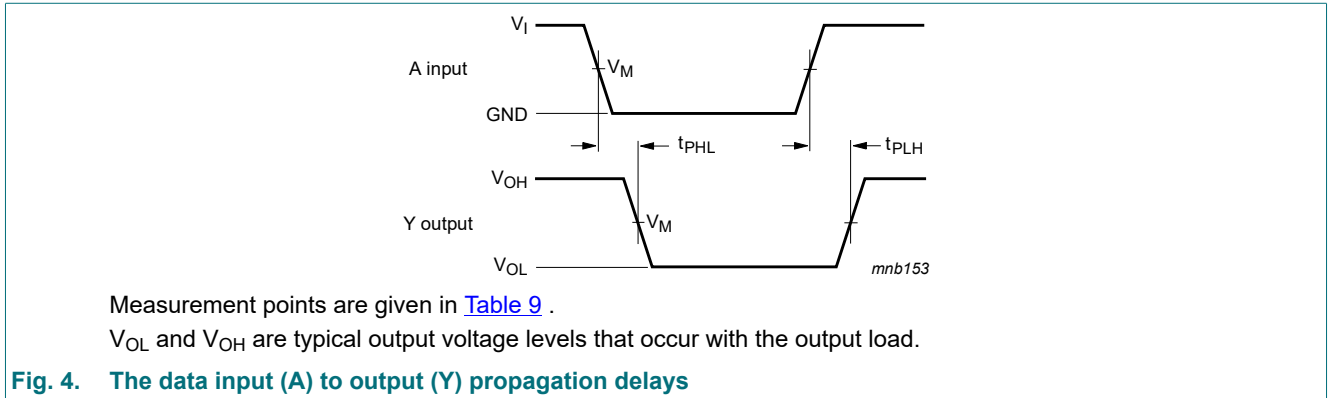 VI
A input
VM
GND
tPHL
tPLH
VOH
Y output
VM
VOL
mnb153
Measurement points are given in Table 9 .
VOL and VOH are typical output voltage levels that occur with the output load.
Fig. 4. The data input (A) to output (Y) propagation delays